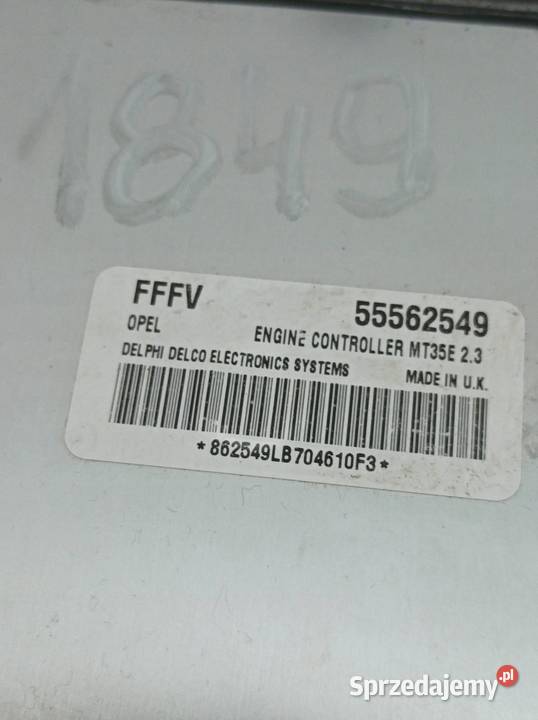 1849
FFFV 55562549
OPEL ENGINE CONTROLLER MT35E 2.3
DELPHI DELCO ELECTRONICS SYSTEMS MADE IN U.K.
*862549LB704610F3*
Sprzedajemy.pl